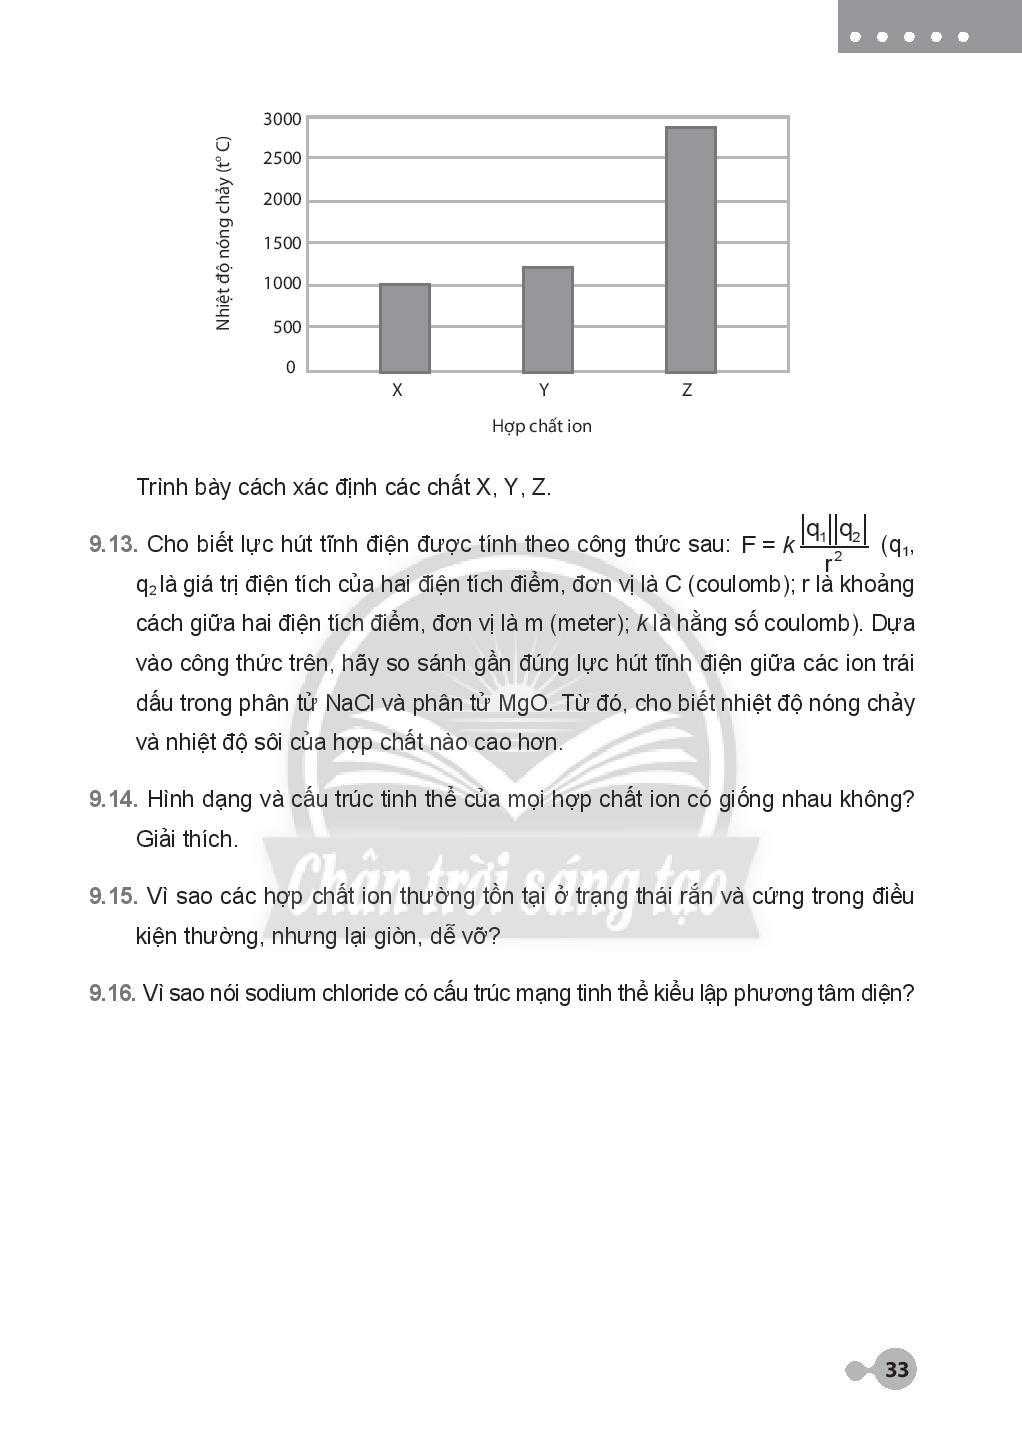 3000
2500
2000
1500
1000
500
0
Nhiệt độ nóng chảy (t° C)
X Y Z
Hợp chất ion
Trình bày cách xác định các chất X, Y, Z.
9.13. Cho biết lực hút tĩnh điện được tính theo công thức sau: F = k |q₁||q₂| / r² (q₁,
q₂ là giá trị điện tích của hai điện tích điểm, đơn vị là C (coulomb); r là khoảng
cách giữa hai điện tích điểm, đơn vị là m (meter); k là hằng số coulomb). Dựa
vào công thức trên, hãy so sánh gần đúng lực hút tĩnh điện giữa các ion trái
dấu trong phân tử NaCl và phân tử MgO. Từ đó, cho biết nhiệt độ nóng chảy
và nhiệt độ sôi của hợp chất nào cao hơn.
9.14. Hình dạng và cấu trúc tinh thể của mọi hợp chất ion có giống nhau không?
Giải thích.
Chân trời sáng tạo
9.15. Vì sao các hợp chất ion thường tồn tại ở trạng thái rắn và cứng trong điều
kiện thường, nhưng lại giòn, dễ vỡ?
9.16. Vì sao nói sodium chloride có cấu trúc mạng tinh thể kiểu lập phương tâm diện?
33